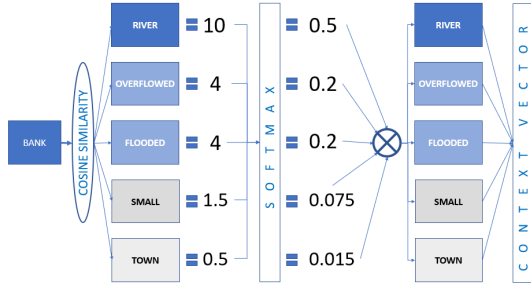 BANK
COSINE SIMILARITY
RIVER = 10
OVERFLOWED = 4
FLOODED = 4
SMALL = 1.5
TOWN = 0.5
SOFTMAX
= 0.5
= 0.2
= 0.2
= 0.075
= 0.015
RIVER
OVERFLOWED
FLOODED
SMALL
TOWN
CONTEXT VECTOR